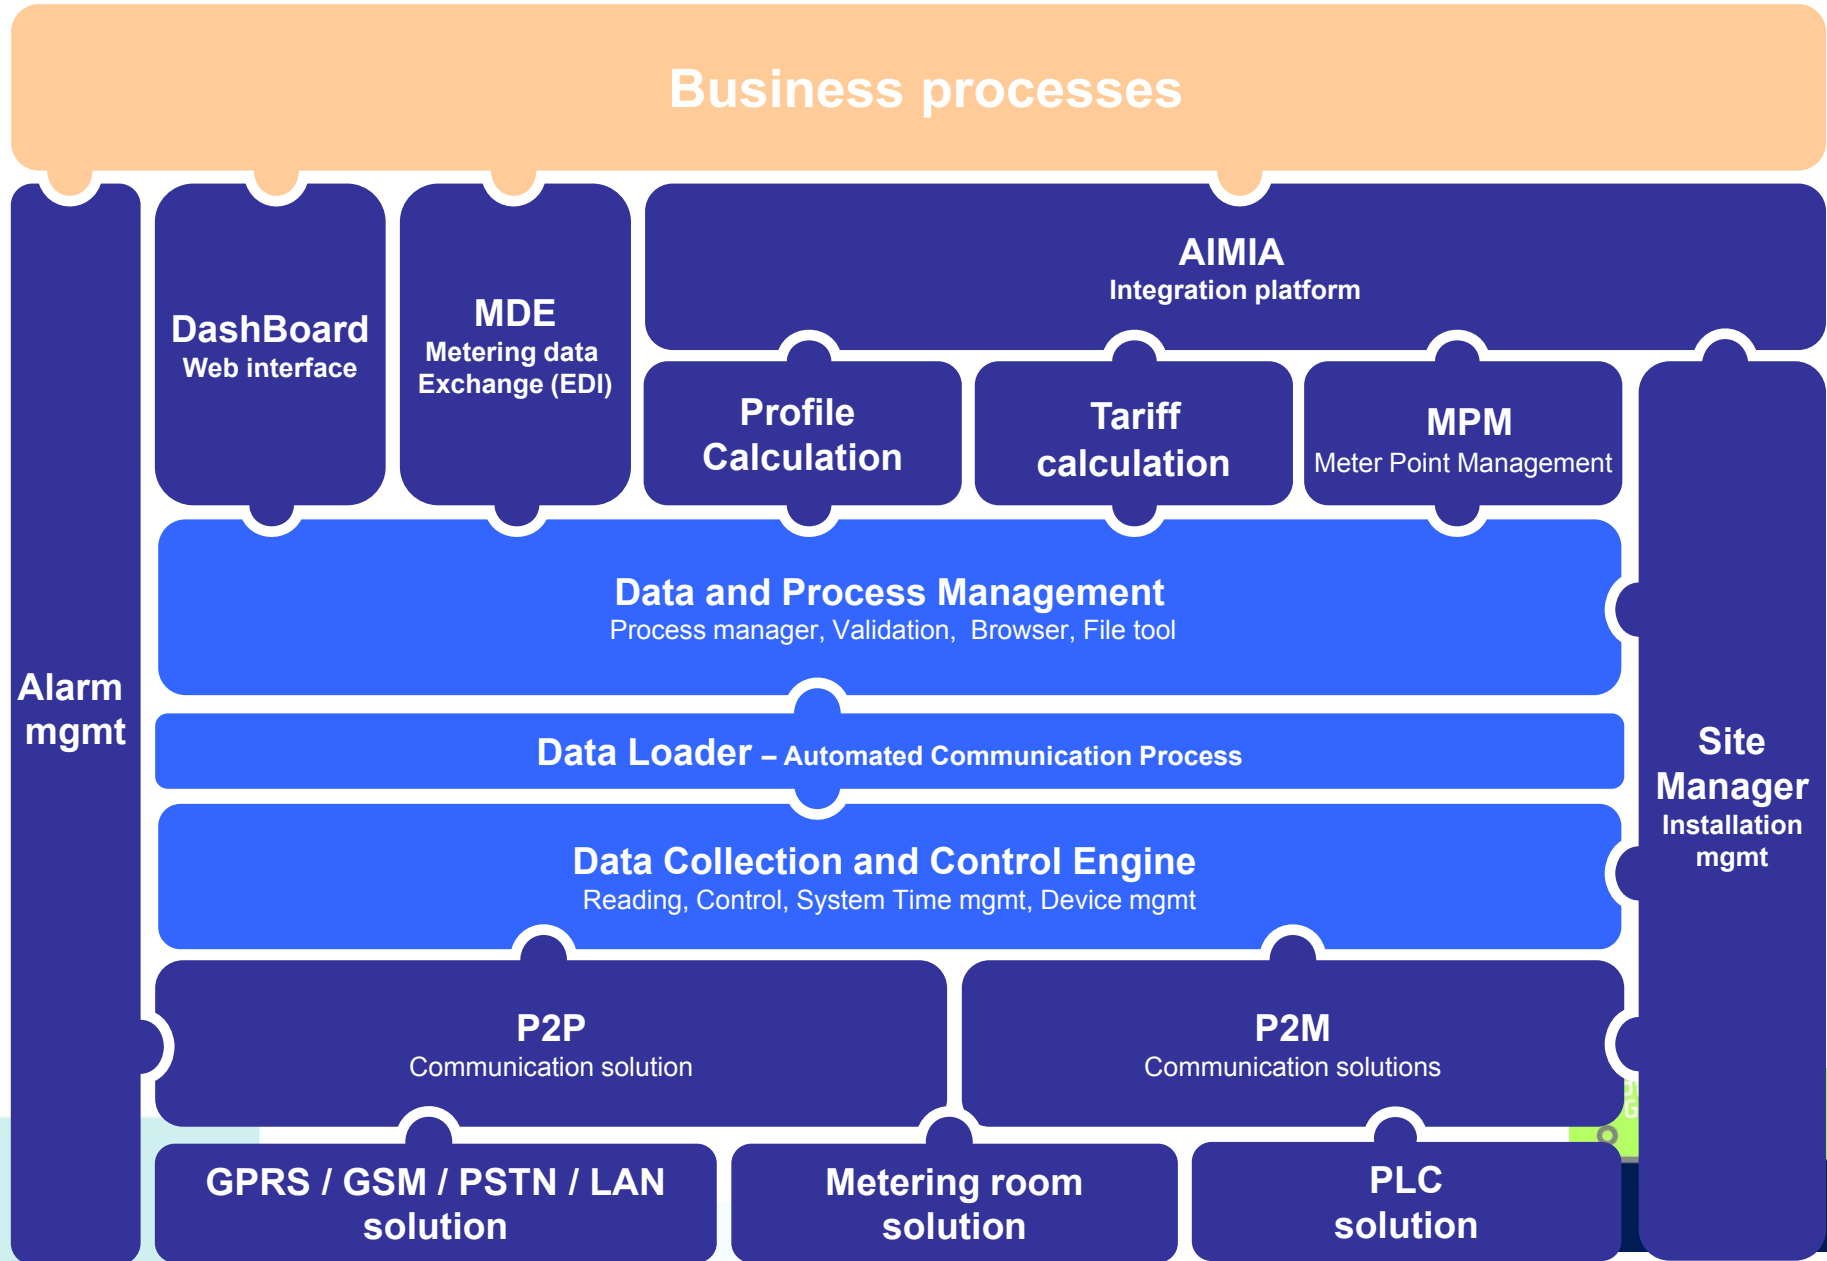 Business processes
AIMIA
Integration platform
DashBoard
Web interface
MDE
Metering data
Exchange (EDI)
Profile
Calculation
Tariff
calculation
MPM
Meter Point Management
Data and Process Management
Process manager, Validation, Browser, File tool
Alarm
mgmt
Data Loader – Automated Communication Process
Site
Manager
Installation
mgmt
Data Collection and Control Engine
Reading, Control, System Time mgmt, Device mgmt
P2P
Communication solution
P2M
Communication solutions
GPRS / GSM / PSTN / LAN
solution
Metering room
solution
PLC
solution